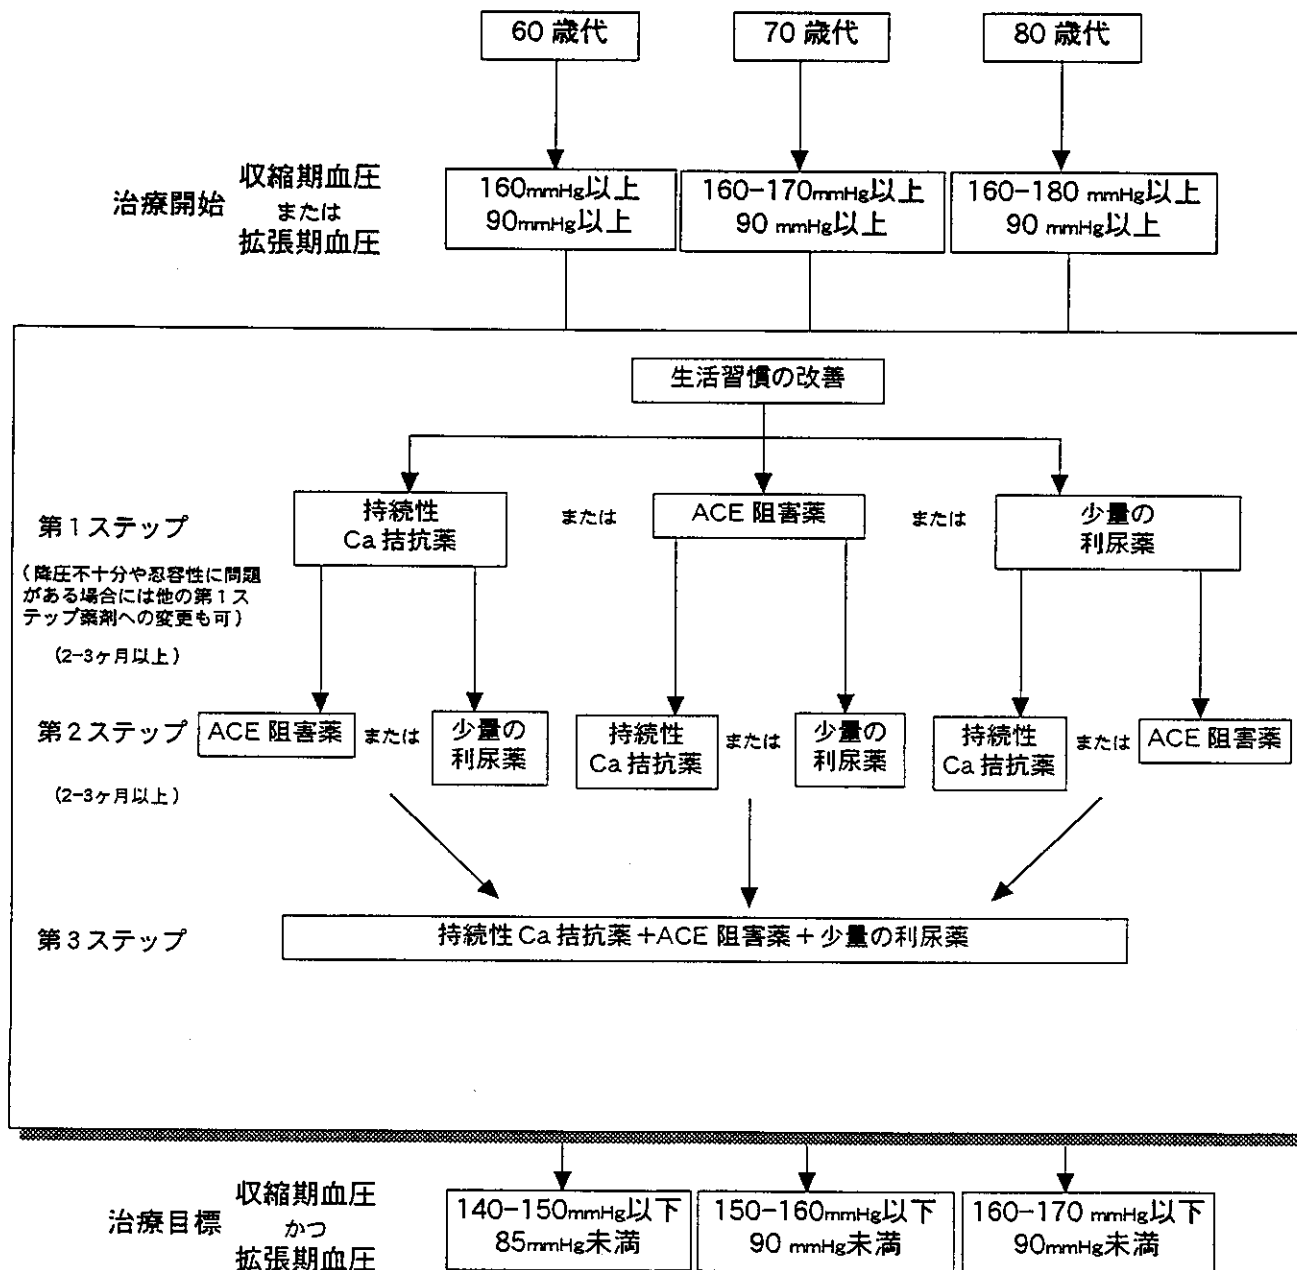 60 歳代
70 歳代
80 歳代
治療開始
収縮期血圧
または
拡張期血圧
160mmHg以上
90mmHg以上
160-170mmHg以上
90 mmHg以上
160-180 mmHg以上
90 mmHg以上
生活習慣の改善
第1ステップ
持続性
Ca 拮抗薬
または
ACE 阻害薬
または
少量の
利尿薬
(降圧不十分や忍容性に問題
がある場合には他の第1ス
テップ薬剤への変更も可)
(2-3ヶ月以上)
第2ステップ
ACE 阻害薬
または
少量の
利尿薬
持続性
Ca 拮抗薬
または
少量の
利尿薬
持続性
Ca 拮抗薬
または
ACE 阻害薬
(2-3ヶ月以上)
第3ステップ
持続性 Ca 拮抗薬+ACE 阻害薬+少量の利尿薬
治療目標
収縮期血圧
かつ
拡張期血圧
140-150mmHg以下
85mmHg未満
150-160mmHg以下
90 mmHg未満
160-170 mmHg以下
90mmHg未満